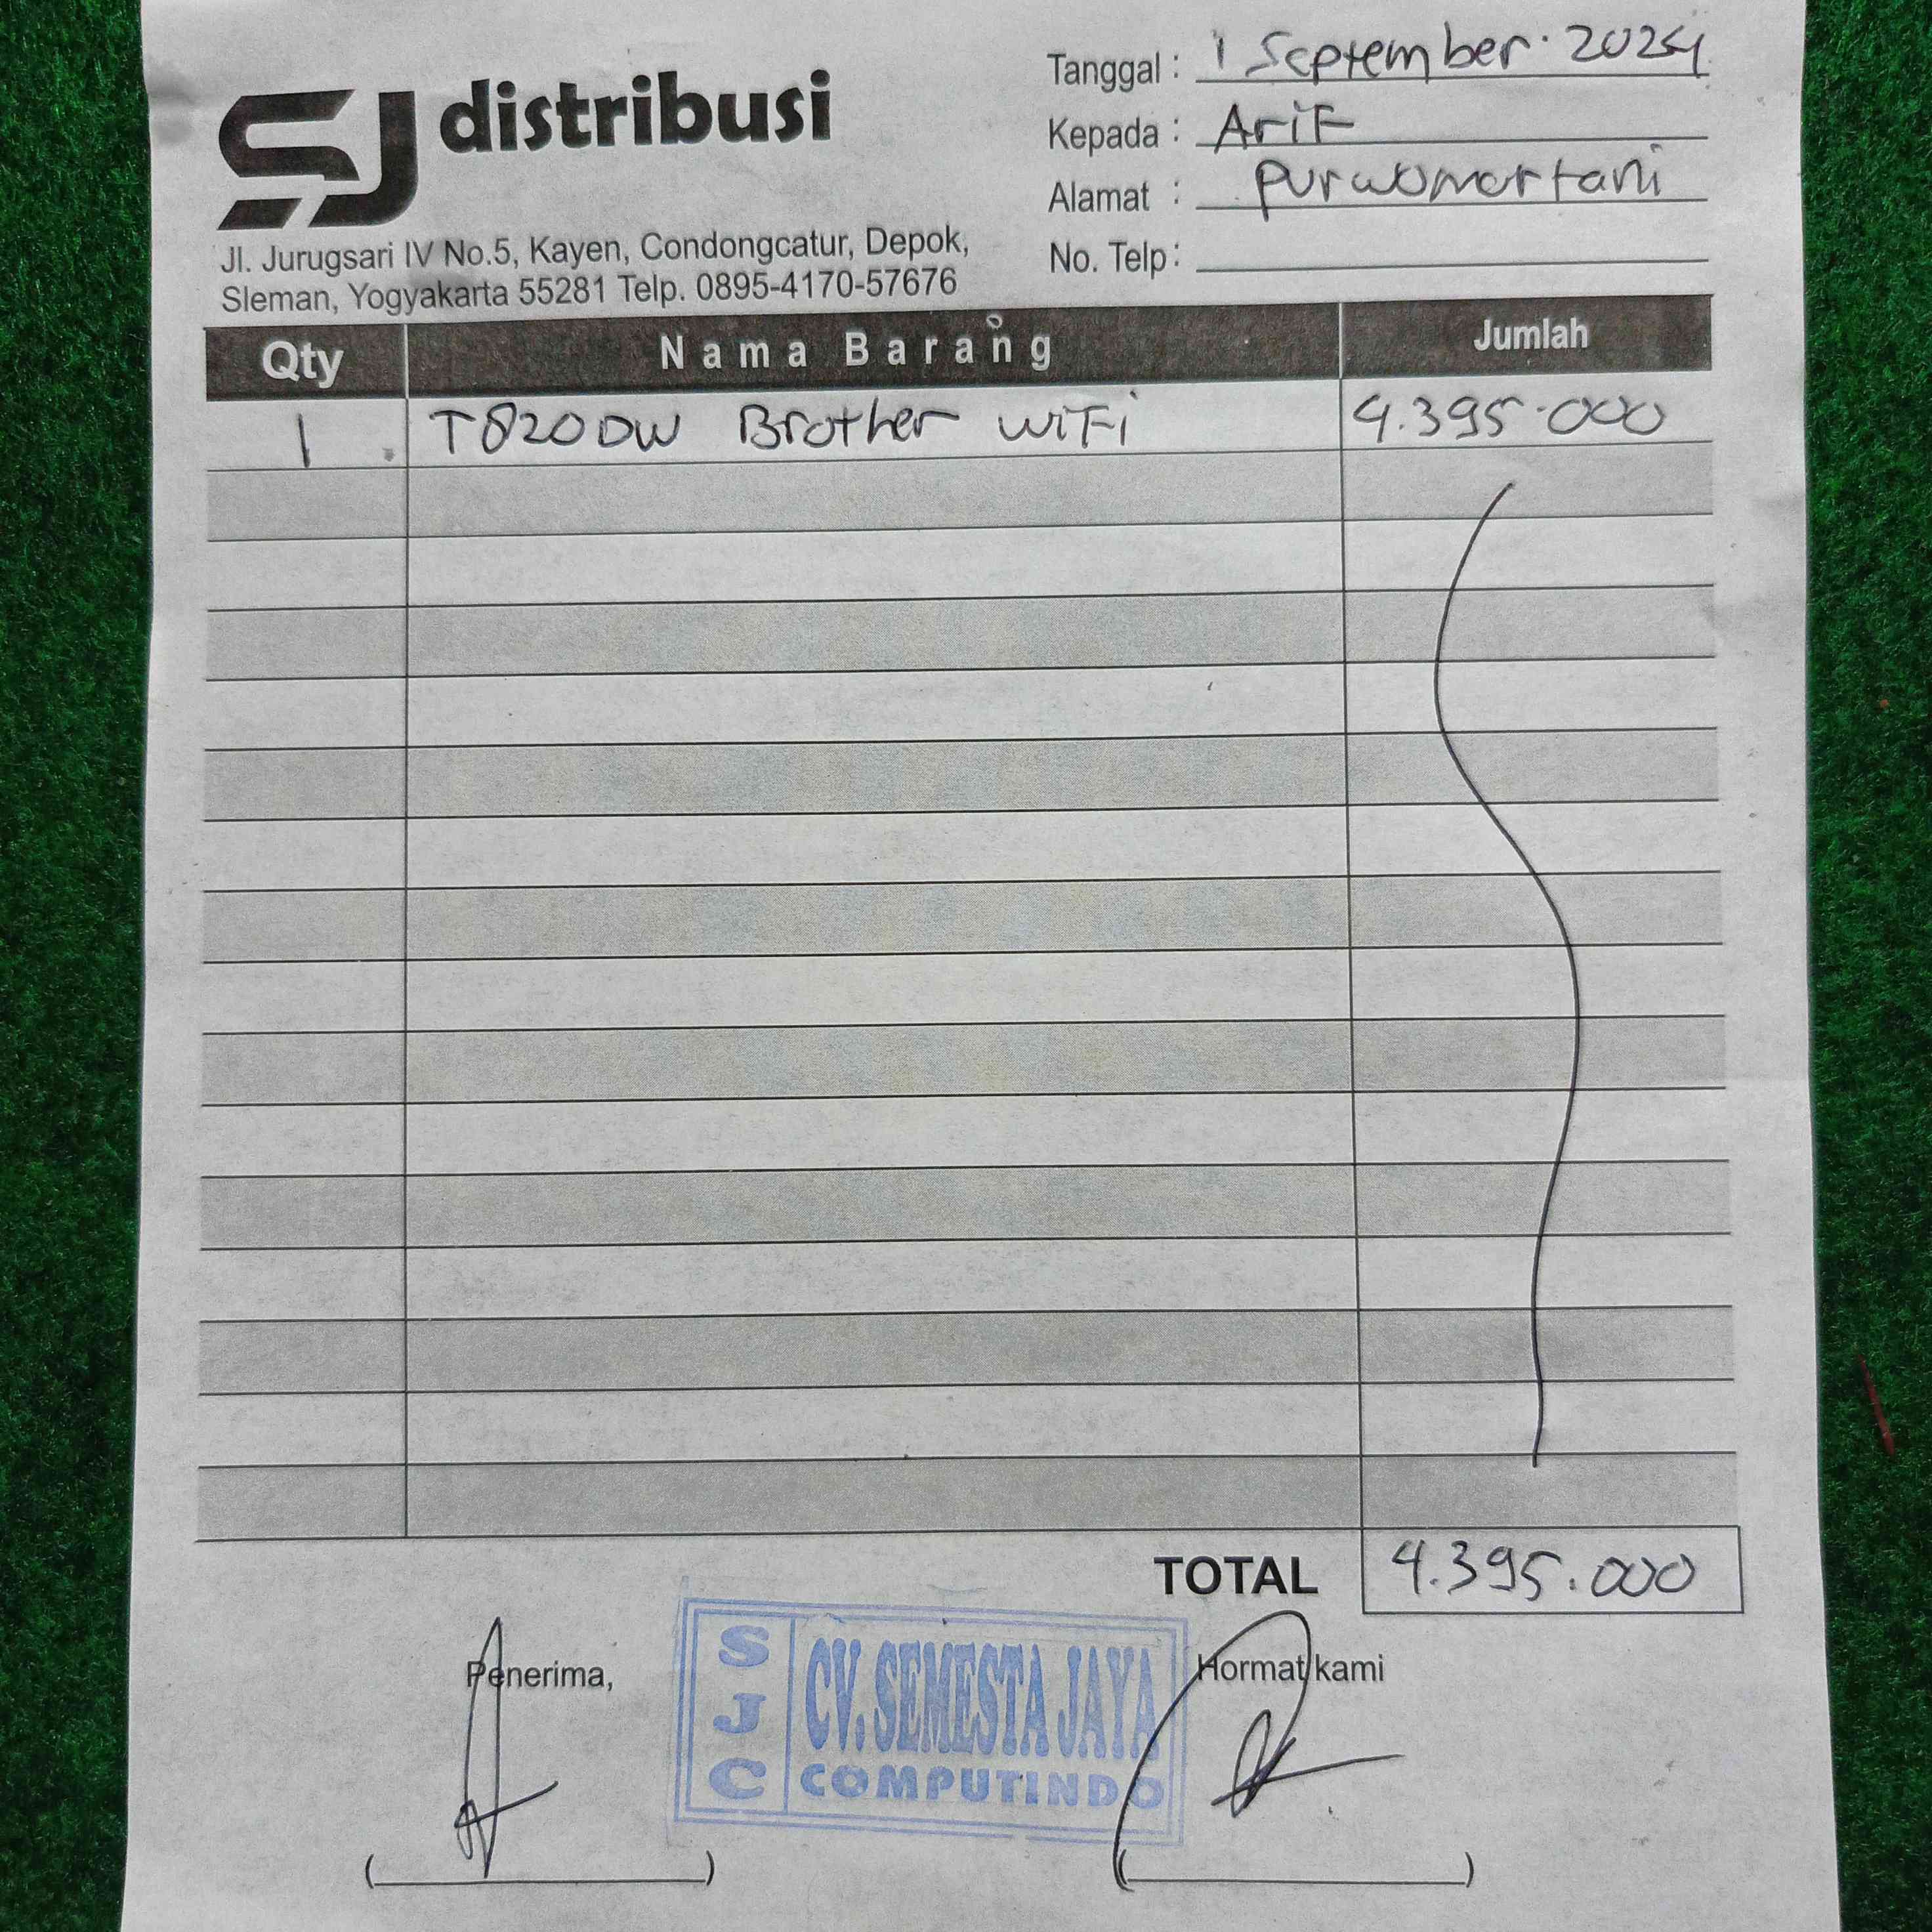 SJ distribusi
Jl. Jurugsari IV No.5, Kayen, Condongcatur, Depok,
Sleman, Yogyakarta 55281 Telp. 0895-4170-57676
Tanggal : 1 September. 2024
Kepada : Arif
Alamat : Purwomartani
No. Telp :
Qty Nama Barang Jumlah
1 T820DW Brother WiFi 4.395.000
TOTAL 4.395.000
Penerima, Hormat kami
SJC CV. SEMESTA JAYA
COMPUTINDO